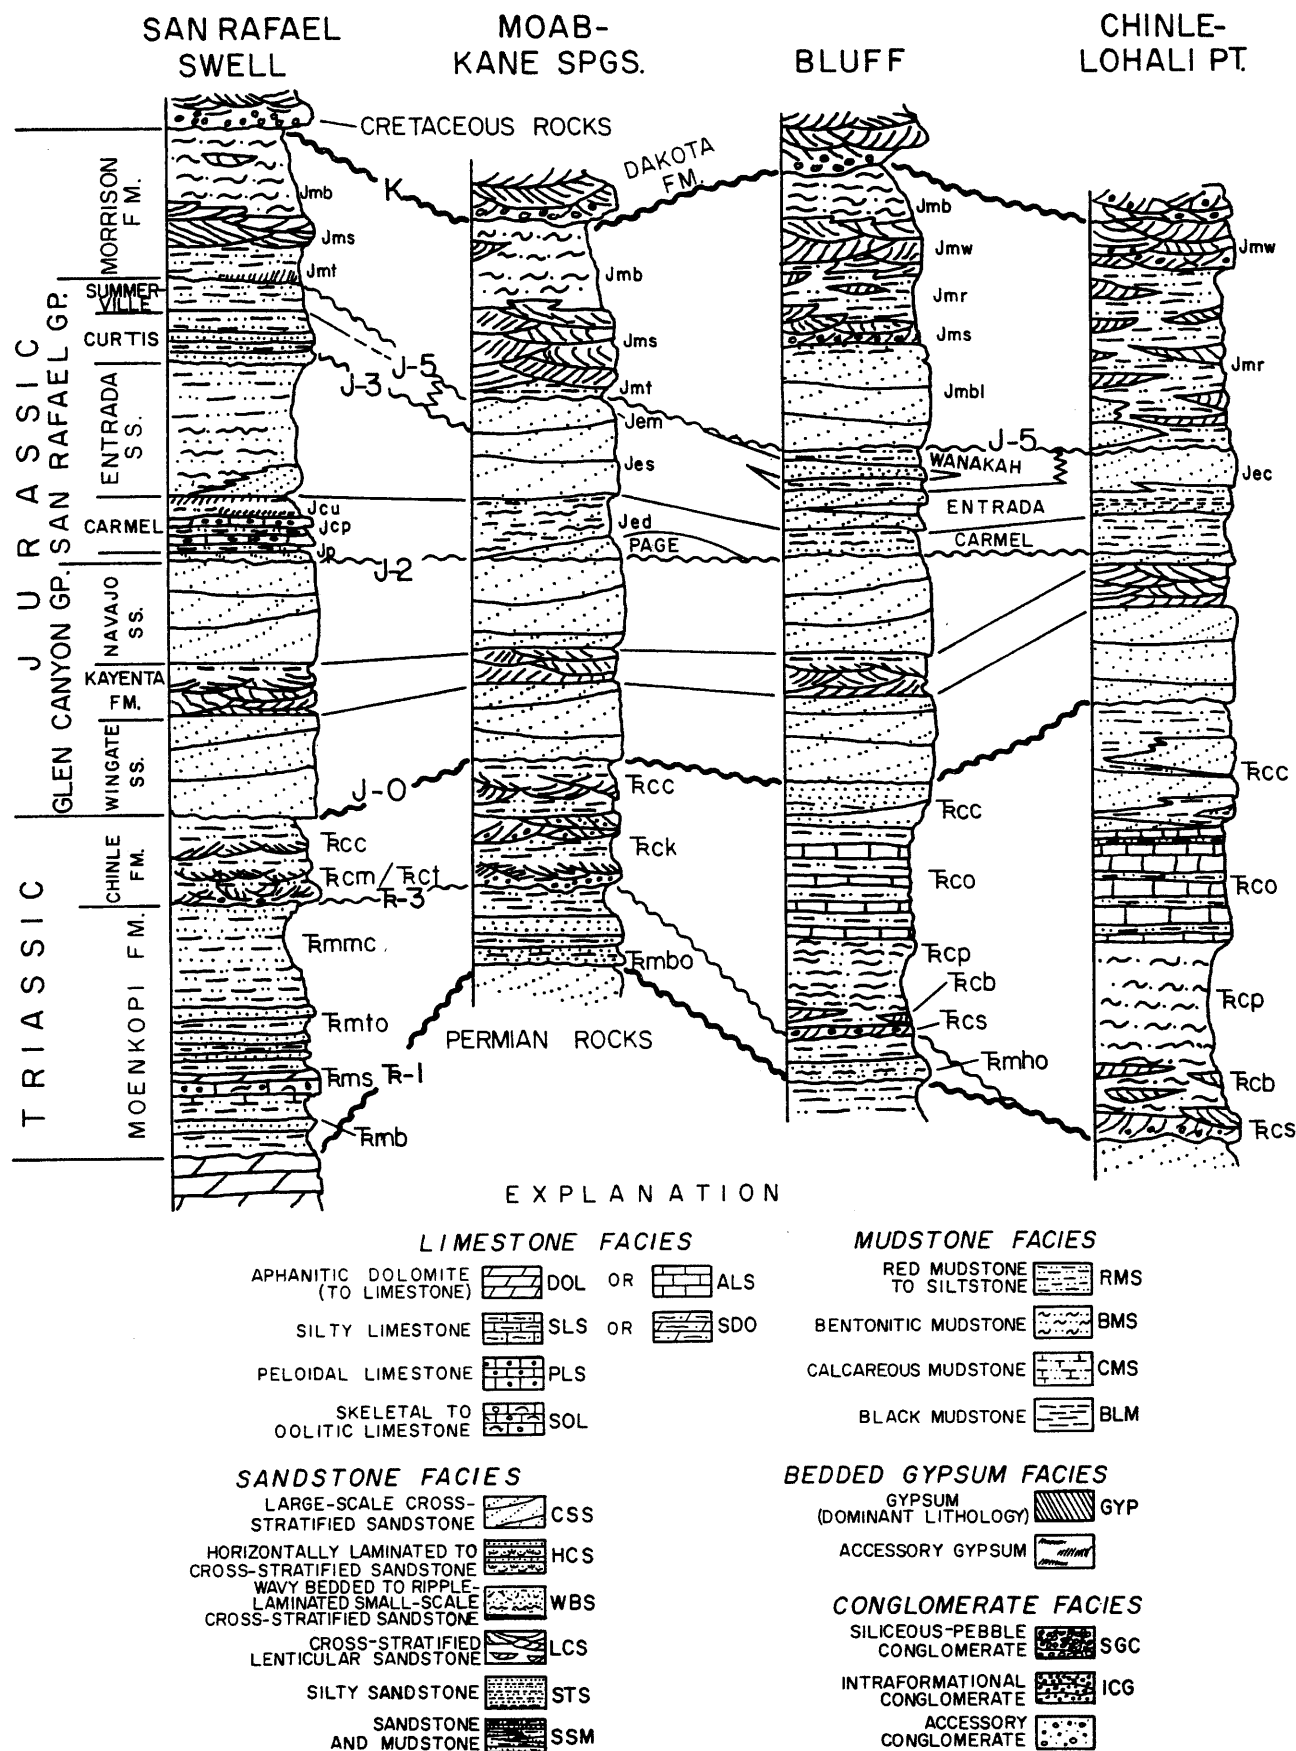 SAN RAFAEL
SWELL
MOAB-
KANE SPGS.
BLUFF
CHINLE-
LOHALI PT.
CRETACEOUS ROCKS
K
DAKOTA
FM.
JURASSIC
TRIASSIC
SAN RAFAEL GP.
GLEN CANYON GP.
MORRISON
FM.
SUMMER-
VILLE
CURTIS
ENTRADA
SS.
CARMEL
NAVAJO
SS.
KAYENTA
FM.
WINGATE
SS.
CHINLE
FM.
MOENKOPI FM.
Jmb
Jms
Jmt
Jcu
Jcp
Jp
J-5
J-3
J-2
J-O
Ꞧcc
Ꞧcm/Ꞧct
Ꞧ-3
Ꞧmmc
Ꞧmto
Ꞧms
Ꞧ-1
Ꞧmb
Jmb
Jms
Jmt
Jem
Jes
Jed
PAGE
Ꞧcc
Ꞧck
Ꞧmbo
PERMIAN ROCKS
Jmb
Jmw
Jmr
Jms
Jmbl
J-5
WANAKAH
ENTRADA
CARMEL
Ꞧcc
Ꞧco
Ꞧcp
Ꞧcb
Ꞧcs
Ꞧmho
Jmw
Jmr
Jec
Ꞧcc
Ꞧco
Ꞧcp
Ꞧcb
Ꞧcs
EXPLANATION
LIMESTONE FACIES
APHANITIC DOLOMITE
(TO LIMESTONE) DOL OR ALS
SILTY LIMESTONE SLS OR SDO
PELOIDAL LIMESTONE PLS
SKELETAL TO
OOLITIC LIMESTONE SOL
SANDSTONE FACIES
LARGE-SCALE CROSS-
STRATIFIED SANDSTONE CSS
HORIZONTALLY LAMINATED TO
CROSS-STRATIFIED SANDSTONE HCS
WAVY BEDDED TO RIPPLE-
LAMINATED SMALL-SCALE
CROSS-STRATIFIED SANDSTONE WBS
CROSS-STRATIFIED
LENTICULAR SANDSTONE LCS
SILTY SANDSTONE STS
SANDSTONE
AND MUDSTONE SSM
MUDSTONE FACIES
RED MUDSTONE
TO SILTSTONE RMS
BENTONITIC MUDSTONE BMS
CALCAREOUS MUDSTONE CMS
BLACK MUDSTONE BLM
BEDDED GYPSUM FACIES
GYPSUM
(DOMINANT LITHOLOGY) GYP
ACCESSORY GYPSUM
CONGLOMERATE FACIES
SILICEOUS-PEBBLE
CONGLOMERATE SGC
INTRAFORMATIONAL
CONGLOMERATE ICG
ACCESSORY
CONGLOMERATE